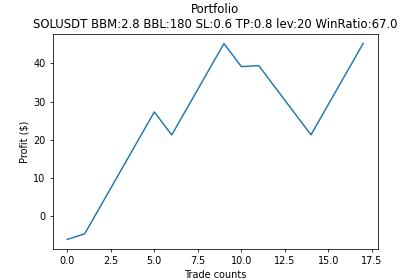 Portfolio
SOLUSDT BBM:2.8 BBL:180 SL:0.6 TP:0.8 lev:20 WinRatio:67.0
40
30
20
10
0
Profit ($)
0.0 2.5 5.0 7.5 10.0 12.5 15.0 17.5
Trade counts